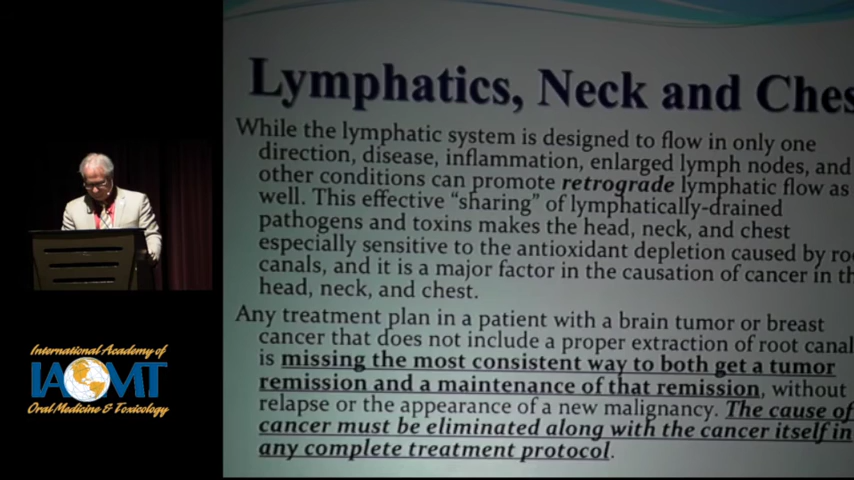 Lymphatics, Neck and Ches
While the lymphatic system is designed to flow in only one
direction, disease, inflammation, enlarged lymph nodes, and
other conditions can promote retrograde lymphatic flow as
well. This effective “sharing” of lymphatically-drained
pathogens and toxins makes the head, neck, and chest
especially sensitive to the antioxidant depletion caused by roo
canals, and it is a major factor in the causation of cancer in th
head, neck, and chest.
Any treatment plan in a patient with a brain tumor or breast
cancer that does not include a proper extraction of root canal
is missing the most consistent way to both get a tumor
remission and a maintenance of that remission, without
relapse or the appearance of a new malignancy. The cause of
cancer must be eliminated along with the cancer itself in
any complete treatment protocol.
International Academy of
IAOMT
Oral Medicine & Toxicology